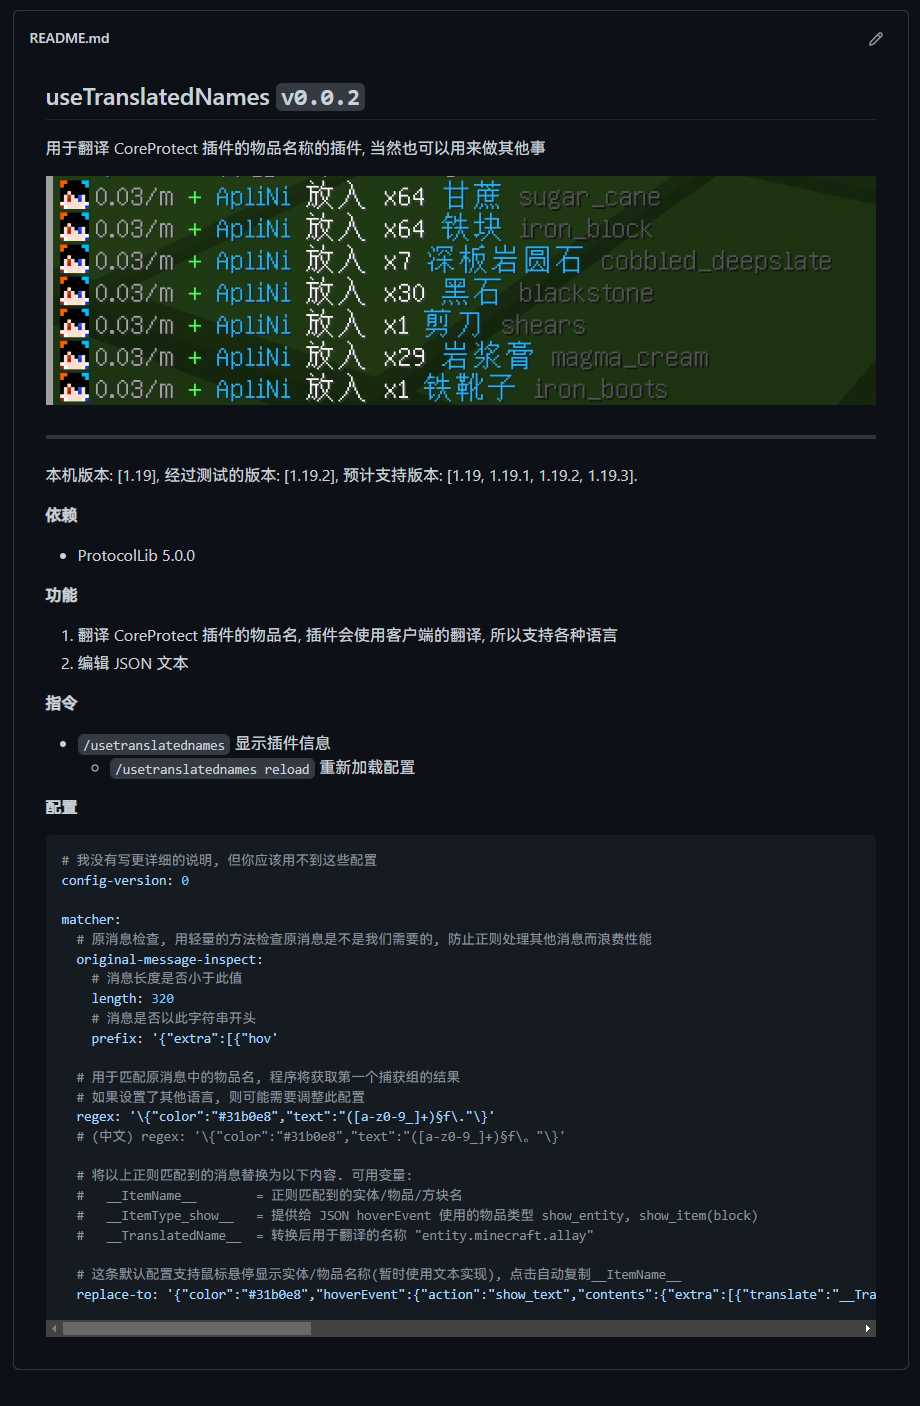 README.md
useTranslatedNames v0.0.2
用于翻译 CoreProtect 插件的物品名称的插件, 当然也可以用来做其他事
0.03/m + ApliNi 放入 x64 甘蔗 sugar_cane
0.03/m + ApliNi 放入 x64 铁块 iron_block
0.03/m + ApliNi 放入 x7 深板岩圆石 cobbled_deepslate
0.03/m + ApliNi 放入 x30 黑石 blackstone
0.03/m + ApliNi 放入 x1 剪刀 shears
0.03/m + ApliNi 放入 x29 岩浆膏 magma_cream
0.03/m + ApliNi 放入 x1 铁靴子 iron_boots
本机版本: [1.19], 经过测试的版本: [1.19.2], 预计支持版本: [1.19, 1.19.1, 1.19.2, 1.19.3].
依赖
• ProtocolLib 5.0.0
功能
1. 翻译 CoreProtect 插件的物品名, 插件会使用客户端的翻译, 所以支持各种语言
2. 编辑 JSON 文本
指令
• /usetranslatednames 显示插件信息
○ /usetranslatednames reload 重新加载配置
配置
# 我没有写更详细的说明, 但你应该用不到这些配置
config-version: 0
matcher:
# 原消息检查, 用轻量的方法检查原消息是不是我们需要的, 防止正则处理其他消息而浪费性能
original-message-inspect:
# 消息长度是否小于此值
length: 320
# 消息是否以此字符串开头
prefix: '{"extra":[{"hov'
# 用于匹配原消息中的物品名, 程序将获取第一个捕获组的结果
# 如果设置了其他语言, 则可能需要调整此配置
regex: '\{"color":"#31b0e8","text":"([a-z0-9_]+)§f\."\}'
# (中文) regex: '\{"color":"#31b0e8","text":"([a-z0-9_]+)§f\。"\}'
# 将以上正则匹配到的消息替换为以下内容. 可用变量:
#   __ItemName__        = 正则匹配到的实体/物品/方块名
#   __ItemType_show__   = 提供给 JSON hoverEvent 使用的物品类型 show_entity, show_item(block)
#   __TranslatedName__  = 转换后用于翻译的名称 "entity.minecraft.allay"
# 这条默认配置支持鼠标悬停显示实体/物品名称(暂时使用文本实现), 点击自动复制__ItemName__
replace-to: '{"color":"#31b0e8","hoverEvent":{"action":"show_text","contents":{"extra":[{"translate":"__Tra